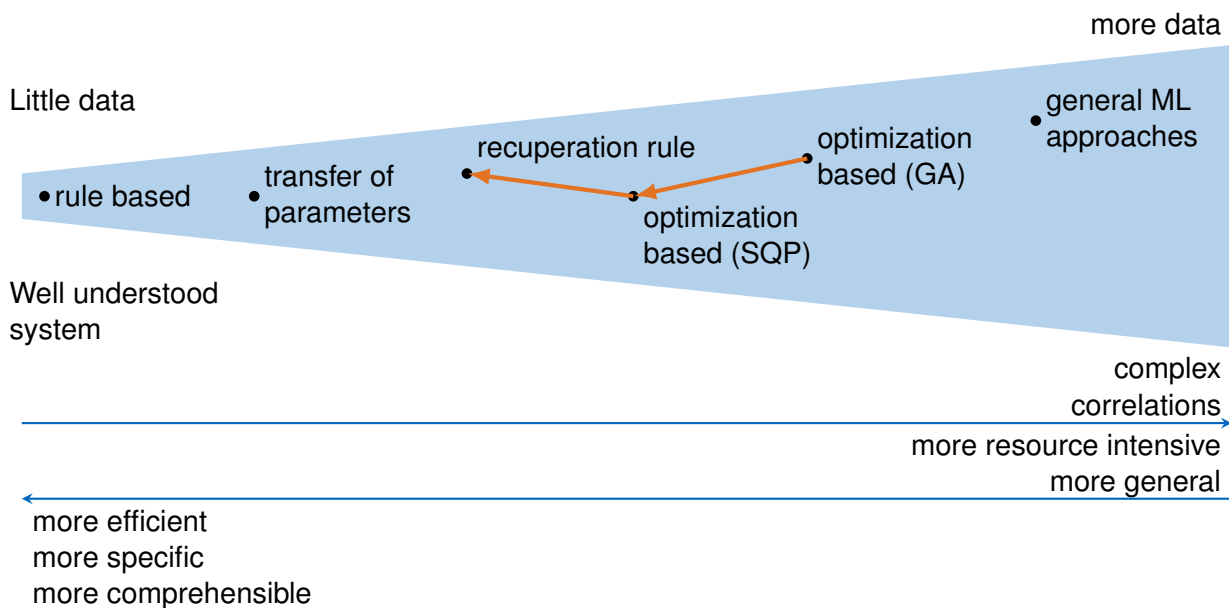 more data
Little data
general ML
approaches
recuperation rule
optimization
based (GA)
rule based
transfer of
parameters
optimization
based (SQP)
Well understood
system
complex
correlations
more resource intensive
more general
more efficient
more specific
more comprehensible